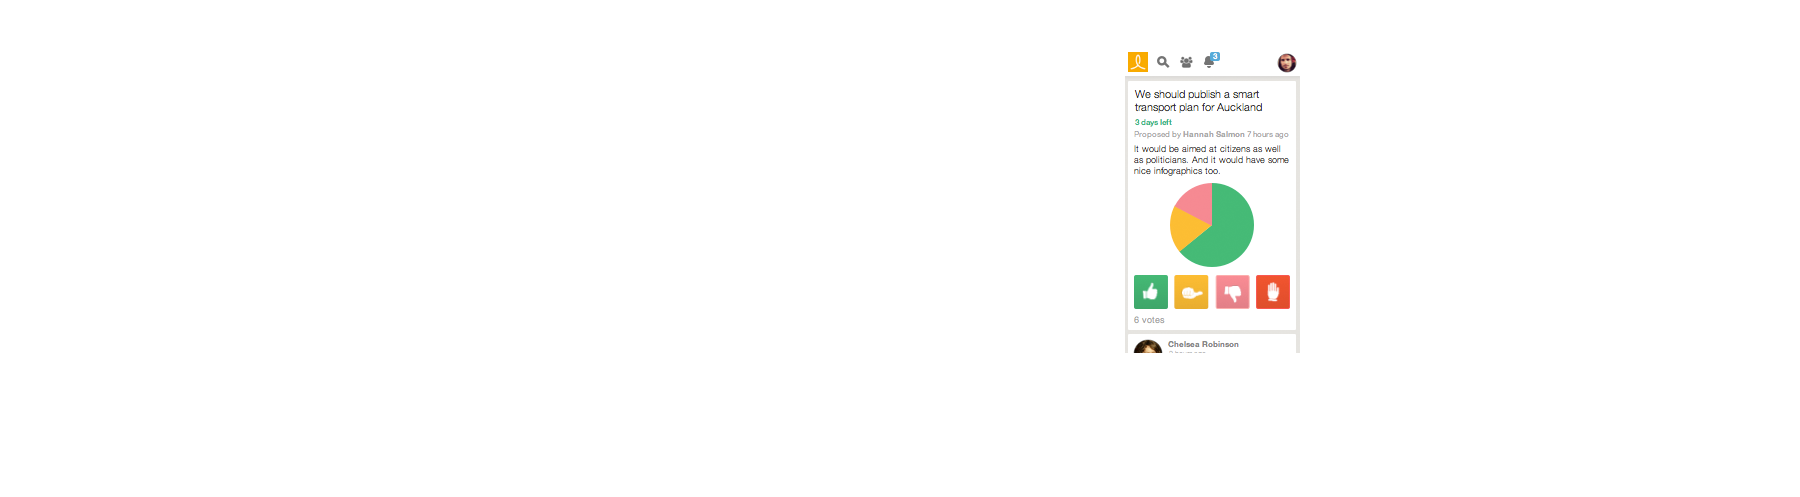 3
We should publish a smart
transport plan for Auckland
3 days left
Proposed by Hannah Salmon 7 hours ago
It would be aimed at citizens as well
as politicians. And it would have some
nice infographics too.
6 votes
Chelsea Robinson